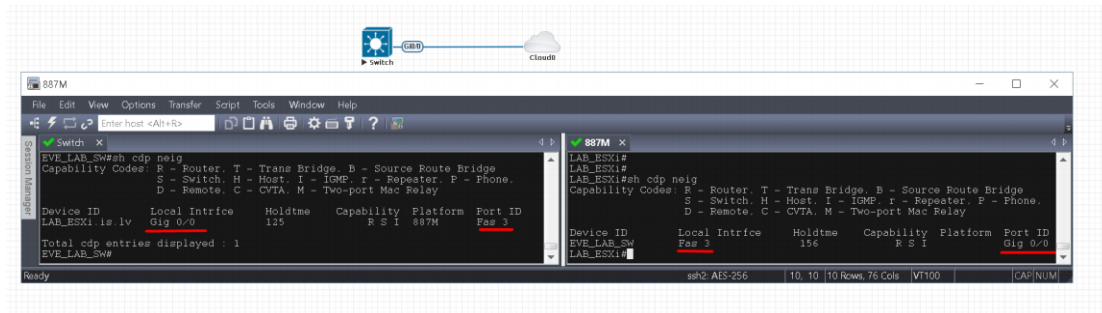 Gi0/0
Switch
Cloud0
887M
File Edit View Options Transfer Script Tools Window Help
Enter host <Alt+R>
Session Manager
Switch
EVE_LAB_SW#sh cdp neig
Capability Codes: R - Router, T - Trans Bridge, B - Source Route Bridge
S - Switch, H - Host, I - IGMP, r - Repeater, P - Phone,
D - Remote, C - CVTA, M - Two-port Mac Relay
Device ID Local Intrfce Holdtme Capability Platform Port ID
LAB_ESXi.is.lv Gig 0/0 125 R S I 887M Fas 3
Total cdp entries displayed : 1
EVE_LAB_SW#
887M
LAB_ESXi#
LAB_ESXi#
LAB_ESXi#sh cdp neig
Capability Codes: R - Router, T - Trans Bridge, B - Source Route Bridge
S - Switch, H - Host, I - IGMP, r - Repeater, P - Phone,
D - Remote, C - CVTA, M - Two-port Mac Relay
Device ID Local Intrfce Holdtme Capability Platform Port ID
EVE_LAB_SW Fas 3 156 R S I Gig 0/0
LAB_ESXi#
Ready
ssh2: AES-256 10, 10 10 Rows, 76 Cols VT100 CAP NUM